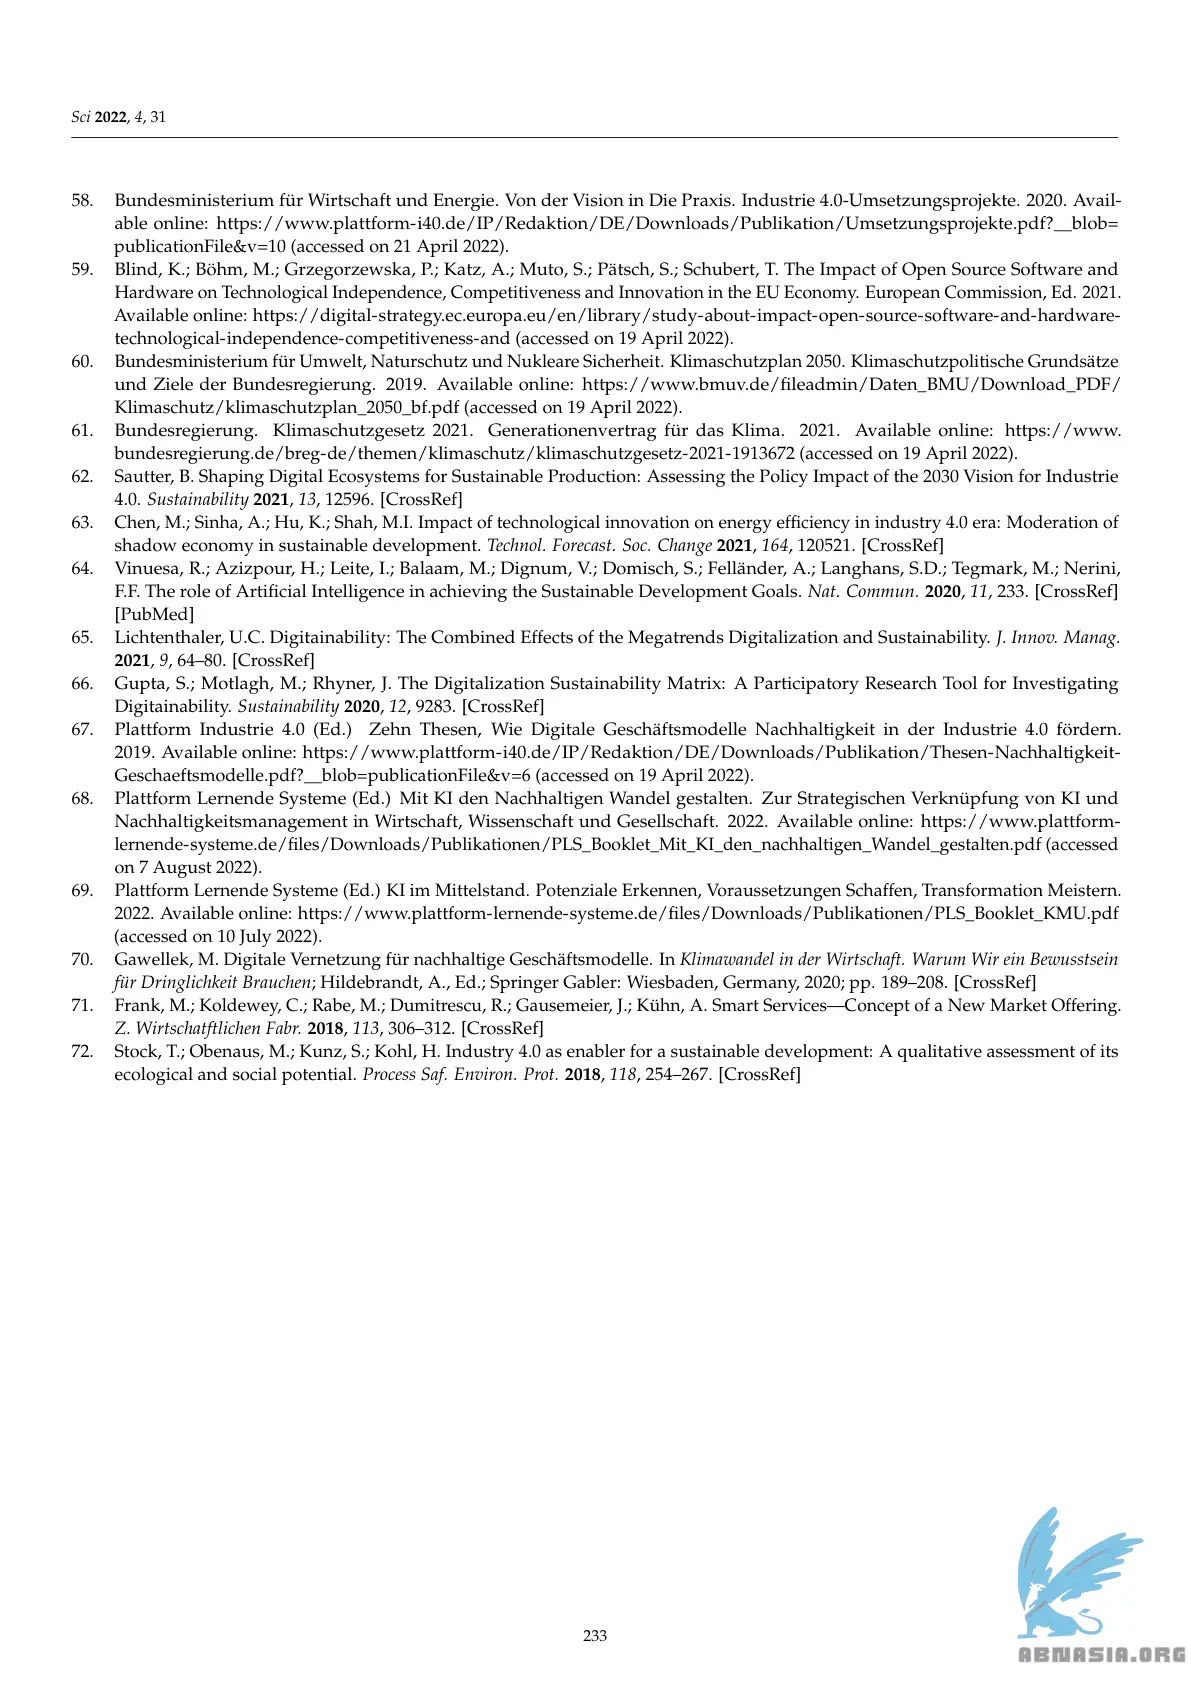 Sci 2022, 4, 31
58. Bundesministerium für Wirtschaft und Energie. Von der Vision in Die Praxis. Industrie 4.0-Umsetzungsprojekte. 2020. Avail-
able online: https://www.plattform-i40.de/IP/Redaktion/DE/Downloads/Publikation/Umsetzungsprojekte.pdf?__blob=
publicationFile&v=10 (accessed on 21 April 2022).
59. Blind, K.; Böhm, M.; Grzegorzewska, P.; Katz, A.; Muto, S.; Pätsch, S.; Schubert, T. The Impact of Open Source Software and
Hardware on Technological Independence, Competitiveness and Innovation in the EU Economy. European Commission, Ed. 2021.
Available online: https://digital-strategy.ec.europa.eu/en/library/study-about-impact-open-source-software-and-hardware-
technological-independence-competitiveness-and (accessed on 19 April 2022).
60. Bundesministerium für Umwelt, Naturschutz und Nukleare Sicherheit. Klimaschutzplan 2050. Klimaschutzpolitische Grundsätze
und Ziele der Bundesregierung. 2019. Available online: https://www.bmuv.de/fileadmin/Daten_BMU/Download_PDF/
Klimaschutz/klimaschutzplan_2050_bf.pdf (accessed on 19 April 2022).
61. Bundesregierung. Klimaschutzgesetz 2021. Generationenvertrag für das Klima. 2021. Available online: https://www.
bundesregierung.de/breg-de/themen/klimaschutz/klimaschutzgesetz-2021-1913672 (accessed on 19 April 2022).
62. Sautter, B. Shaping Digital Ecosystems for Sustainable Production: Assessing the Policy Impact of the 2030 Vision for Industrie
4.0. Sustainability 2021, 13, 12596. [CrossRef]
63. Chen, M.; Sinha, A.; Hu, K.; Shah, M.I. Impact of technological innovation on energy efficiency in industry 4.0 era: Moderation of
shadow economy in sustainable development. Technol. Forecast. Soc. Change 2021, 164, 120521. [CrossRef]
64. Vinuesa, R.; Azizpour, H.; Leite, I.; Balaam, M.; Dignum, V.; Domisch, S.; Felländer, A.; Langhans, S.D.; Tegmark, M.; Nerini,
F.F. The role of Artificial Intelligence in achieving the Sustainable Development Goals. Nat. Commun. 2020, 11, 233. [CrossRef]
[PubMed]
65. Lichtenthaler, U.C. Digitainability: The Combined Effects of the Megatrends Digitalization and Sustainability. J. Innov. Manag.
2021, 9, 64–80. [CrossRef]
66. Gupta, S.; Motlagh, M.; Rhyner, J. The Digitalization Sustainability Matrix: A Participatory Research Tool for Investigating
Digitainability. Sustainability 2020, 12, 9283. [CrossRef]
67. Plattform Industrie 4.0 (Ed.) Zehn Thesen, Wie Digitale Geschäftsmodelle Nachhaltigkeit in der Industrie 4.0 fördern.
2019. Available online: https://www.plattform-i40.de/IP/Redaktion/DE/Downloads/Publikation/Thesen-Nachhaltigkeit-
Geschaeftsmodelle.pdf?__blob=publicationFile&v=6 (accessed on 19 April 2022).
68. Plattform Lernende Systeme (Ed.) Mit KI den Nachhaltigen Wandel gestalten. Zur Strategischen Verknüpfung von KI und
Nachhaltigkeitsmanagement in Wirtschaft, Wissenschaft und Gesellschaft. 2022. Available online: https://www.plattform-
lernende-systeme.de/files/Downloads/Publikationen/PLS_Booklet_Mit_KI_den_nachhaltigen_Wandel_gestalten.pdf (accessed
on 7 August 2022).
69. Plattform Lernende Systeme (Ed.) KI im Mittelstand. Potenziale Erkennen, Voraussetzungen Schaffen, Transformation Meistern.
2022. Available online: https://www.plattform-lernende-systeme.de/files/Downloads/Publikationen/PLS_Booklet_KMU.pdf
(accessed on 10 July 2022).
70. Gawellek, M. Digitale Vernetzung für nachhaltige Geschäftsmodelle. In Klimawandel in der Wirtschaft. Warum Wir ein Bewusstsein
für Dringlichkeit Brauchen; Hildebrandt, A., Ed.; Springer Gabler: Wiesbaden, Germany, 2020; pp. 189–208. [CrossRef]
71. Frank, M.; Koldewey, C.; Rabe, M.; Dumitrescu, R.; Gausemeier, J.; Kühn, A. Smart Services—Concept of a New Market Offering.
Z. Wirtschatftlichen Fabr. 2018, 113, 306–312. [CrossRef]
72. Stock, T.; Obenaus, M.; Kunz, S.; Kohl, H. Industry 4.0 as enabler for a sustainable development: A qualitative assessment of its
ecological and social potential. Process Saf. Environ. Prot. 2018, 118, 254–267. [CrossRef]
233
ABNASIA.ORG